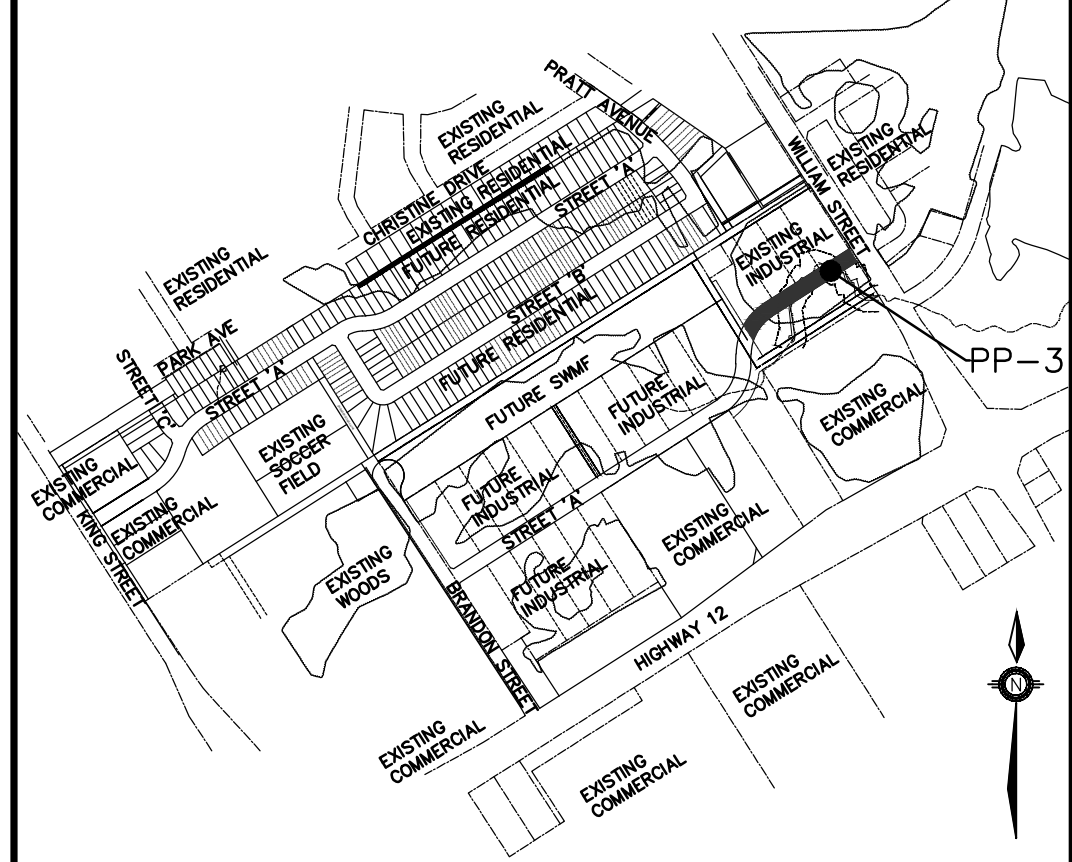 PRATT AVENUE
EXISTING
RESIDENTIAL
WILLIAM STREET
EXISTING
RESIDENTIAL
CHRISTINE DRIVE
EXISTING RESIDENTIAL
FUTURE RESIDENTIAL
STREET 'A'
EXISTING
INDUSTRIAL
EXISTING
RESIDENTIAL
STREET 'B'
FUTURE RESIDENTIAL
PARK AVE
STREET 'A'
STREET 'C'
PP-3
FUTURE SWMF
FUTURE
INDUSTRIAL
EXISTING
COMMERCIAL
EXISTING
SOCCER
FIELD
EXISTING
COMMERCIAL
KING STREET
EXISTING
COMMERCIAL
FUTURE
INDUSTRIAL
STREET 'A'
EXISTING
COMMERCIAL
EXISTING
WOODS
FUTURE
INDUSTRIAL
BRANDON STREET
HIGHWAY 12
EXISTING
COMMERCIAL
EXISTING
COMMERCIAL
EXISTING
COMMERCIAL
N